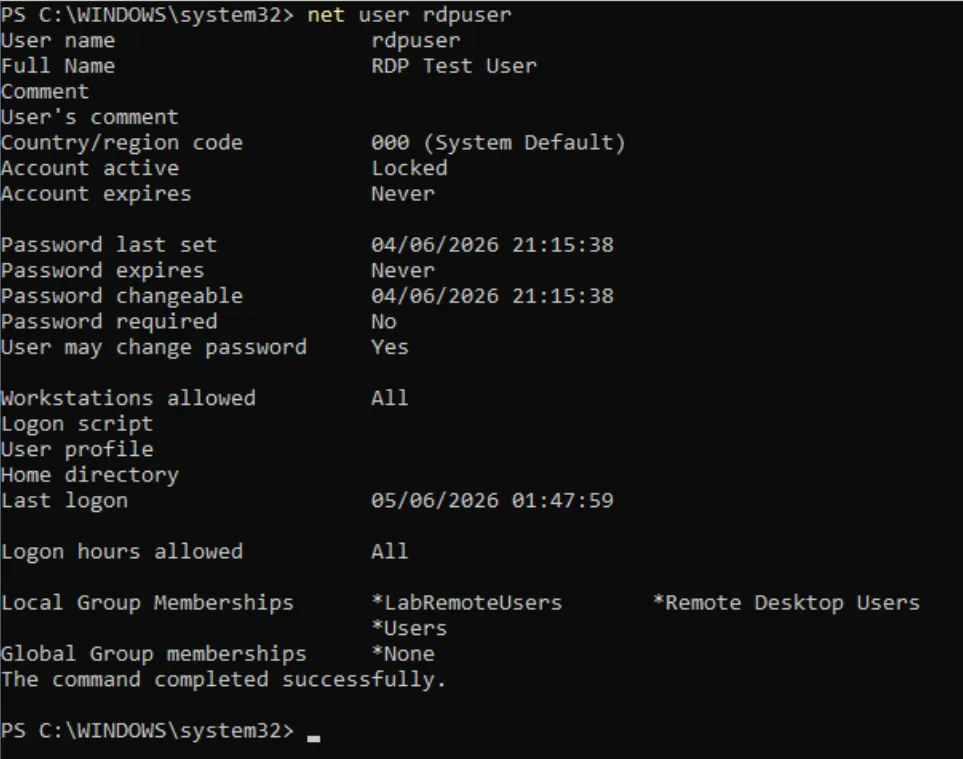 PS C:\WINDOWS\system32> net user rdpuser
User name                    rdpuser
Full Name                    RDP Test User
Comment
User's comment
Country/region code          000 (System Default)
Account active               Locked
Account expires              Never

Password last set            04/06/2026 21:15:38
Password expires             Never
Password changeable          04/06/2026 21:15:38
Password required            No
User may change password     Yes

Workstations allowed         All
Logon script
User profile
Home directory
Last logon                   05/06/2026 01:47:59

Logon hours allowed          All

Local Group Memberships      *LabRemoteUsers       *Remote Desktop Users
                             *Users
Global Group memberships     *None
The command completed successfully.

PS C:\WINDOWS\system32>